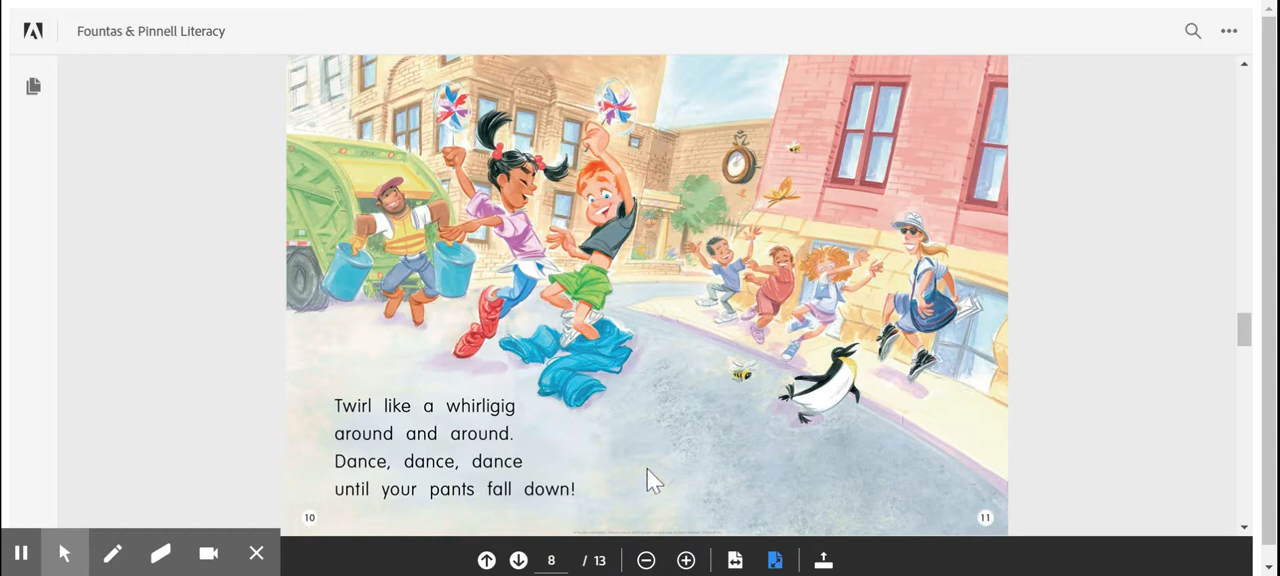 Fountas & Pinnell Literacy
Twirl like a whirligig
around and around.
Dance, dance, dance
until your pants fall down!
10
11
8 / 13